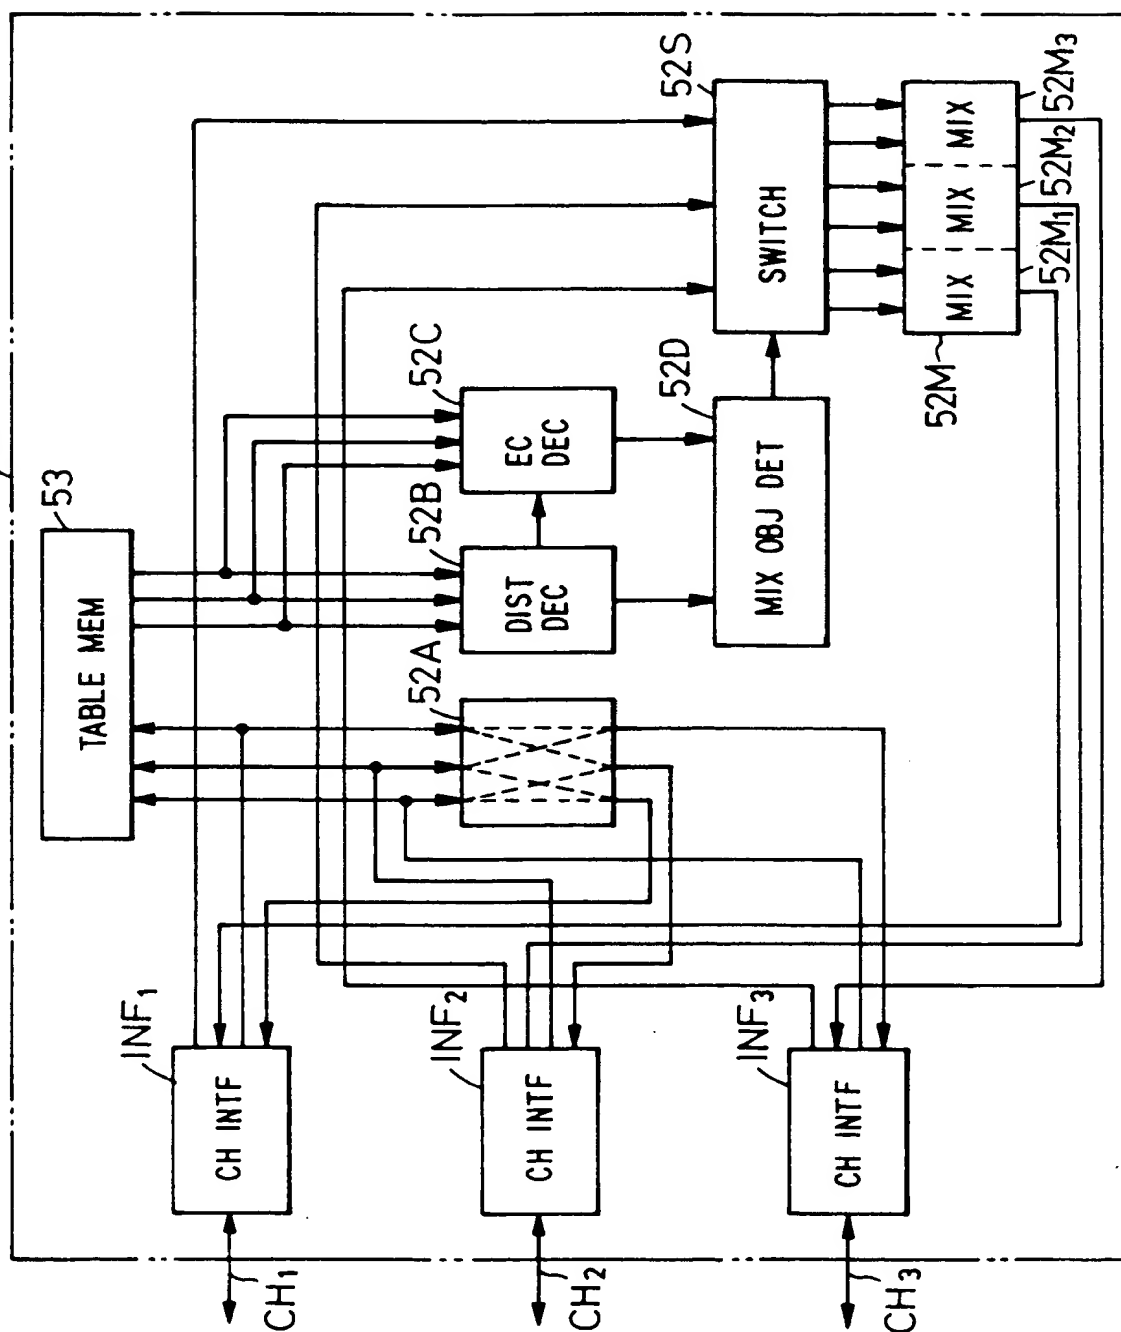 53
TABLE MEM
52A
52B
DIST
DEC
52C
EC
DEC
52D
MIX OBJ DET
52S
SWITCH
52M
MIX
MIX
MIX
52M1
52M2
52M3
INF1
CH INTF
CH1
INF2
CH INTF
CH2
INF3
CH INTF
CH3